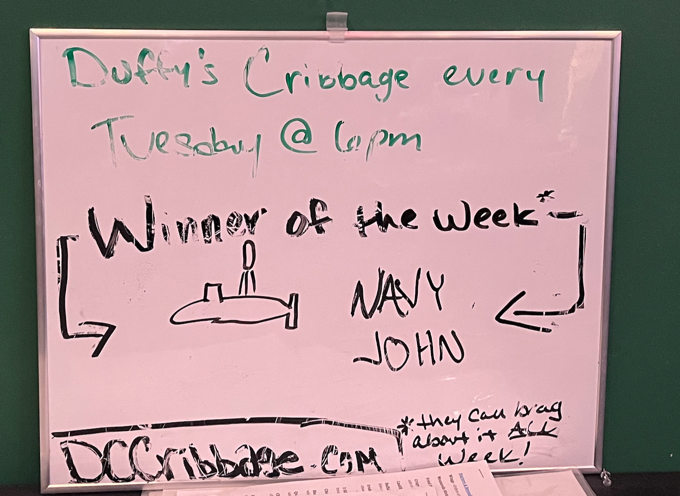 Duffy's Cribbage every
Tuesday @ 6pm
Winner of the Week*
NAVY
JOHN
*they can brag
about it ALL
Week!
DCCribbage.com